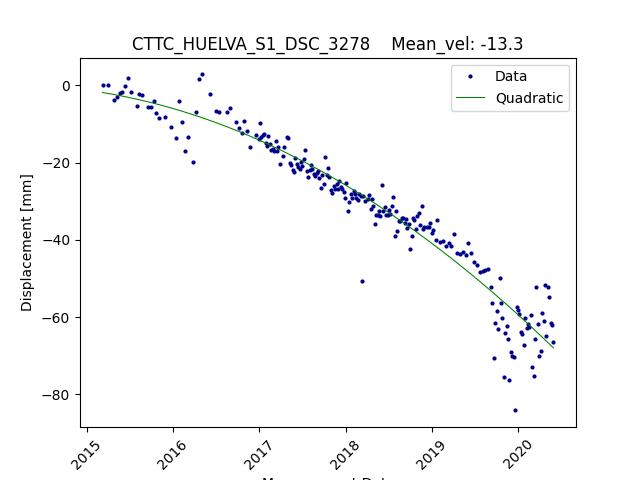 CTTC_HUELVA_S1_DSC_3278    Mean_vel: -13.3
Data
Quadratic
Displacement [mm]
0
−20
−40
−60
−80
2015
2016
2017
2018
2019
2020